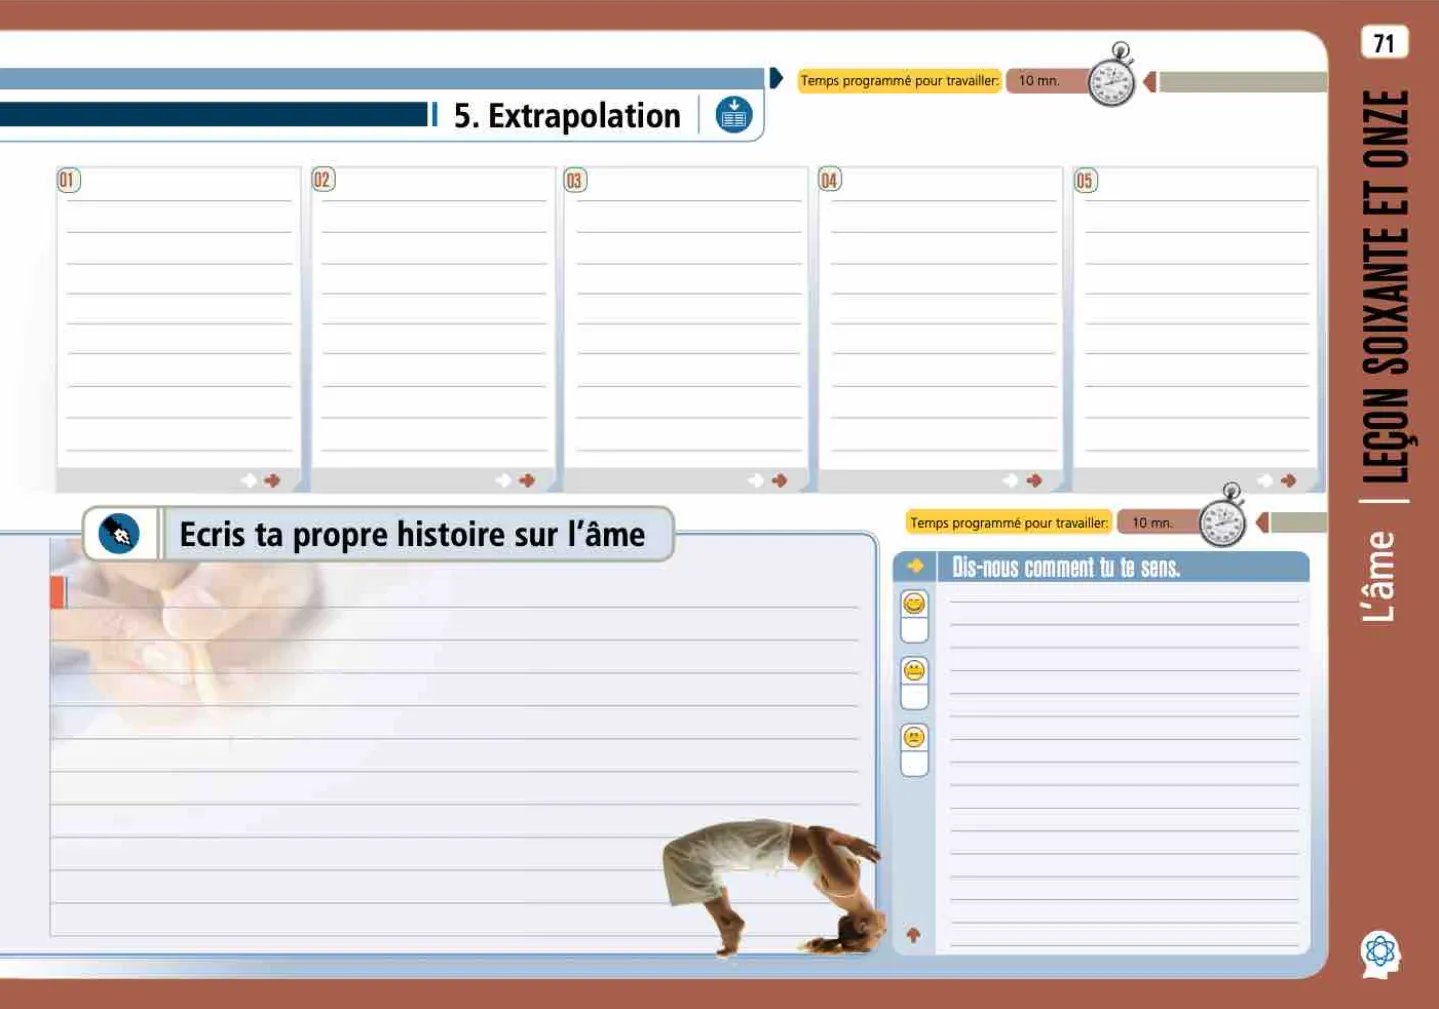 71
Temps programmé pour travailler:
10 mn.
5. Extrapolation
01
02
03
04
05
Ecris ta propre histoire sur l'âme
Temps programmé pour travailler:
10 mn.
Dis-nous comment tu te sens.
L'âme | LEÇON SOIXANTE ET ONZE